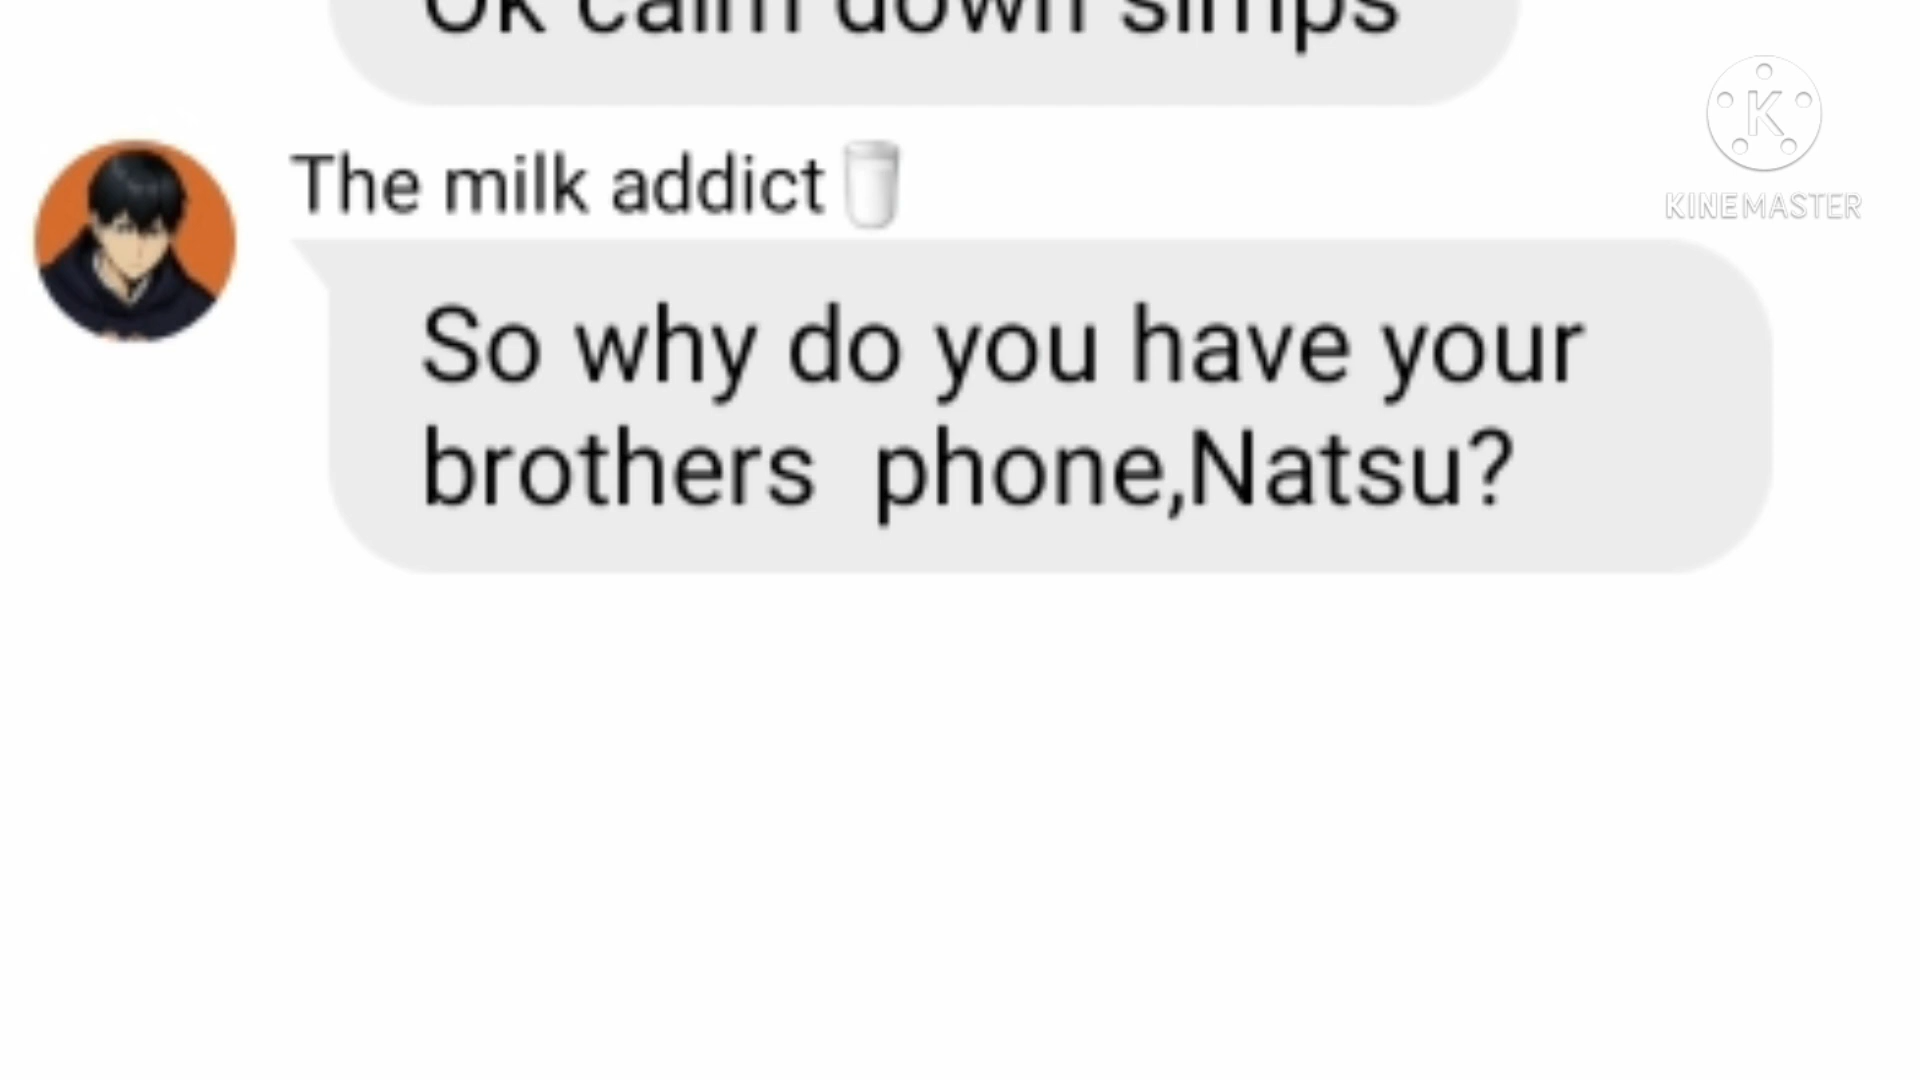 Ok calm down simps
The milk addict🥛
So why do you have your
brothers  phone,Natsu?
K
KINEMASTER